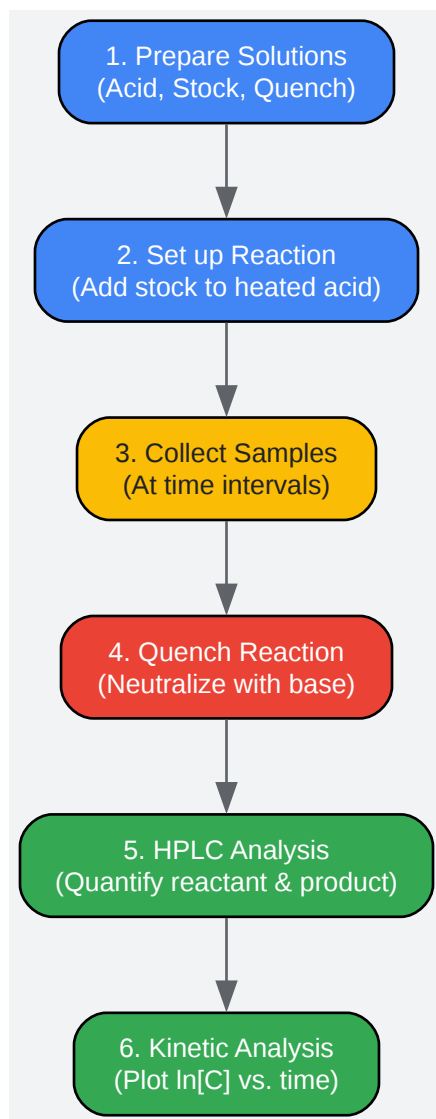 1. Prepare Solutions
(Acid, Stock, Quench)
2. Set up Reaction
(Add stock to heated acid)
3. Collect Samples
(At time intervals)
4. Quench Reaction
(Neutralize with base)
5. HPLC Analysis
(Quantify reactant & product)
6. Kinetic Analysis
(Plot ln[C] vs. time)